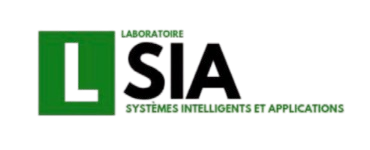 LABORATOIRE
L SIA
SYSTÈMES INTELLIGENTS ET APPLICATIONS